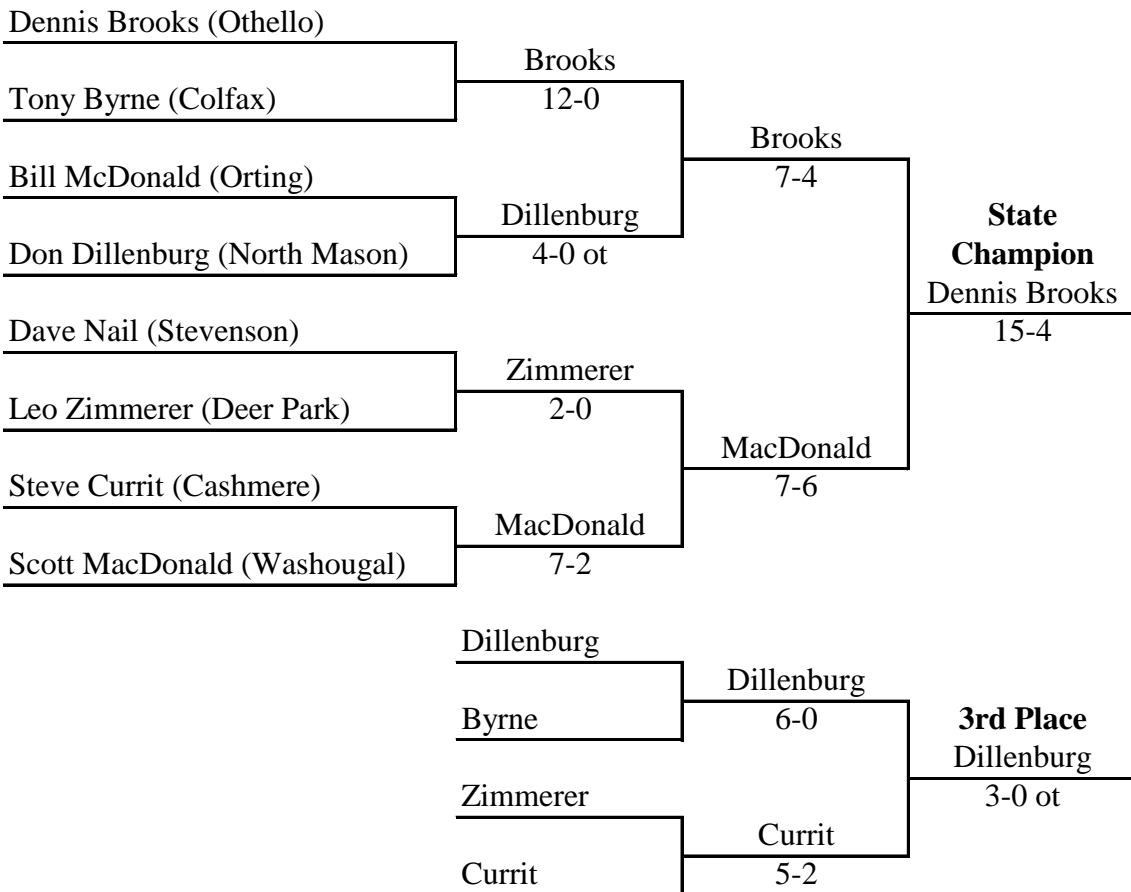 Dennis Brooks (Othello)
Brooks
Tony Byrne (Colfax)
12-0
Brooks
Bill McDonald (Orting)
7-4
Dillenburg
State
Don Dillenburg (North Mason)
4-0 ot
Champion
Dennis Brooks
Dave Nail (Stevenson)
15-4
Zimmerer
Leo Zimmerer (Deer Park)
2-0
MacDonald
Steve Currit (Cashmere)
7-6
MacDonald
Scott MacDonald (Washougal)
7-2
Dillenburg
Dillenburg
Byrne
6-0
3rd Place
Dillenburg
Zimmerer
3-0 ot
Currit
Currit
5-2